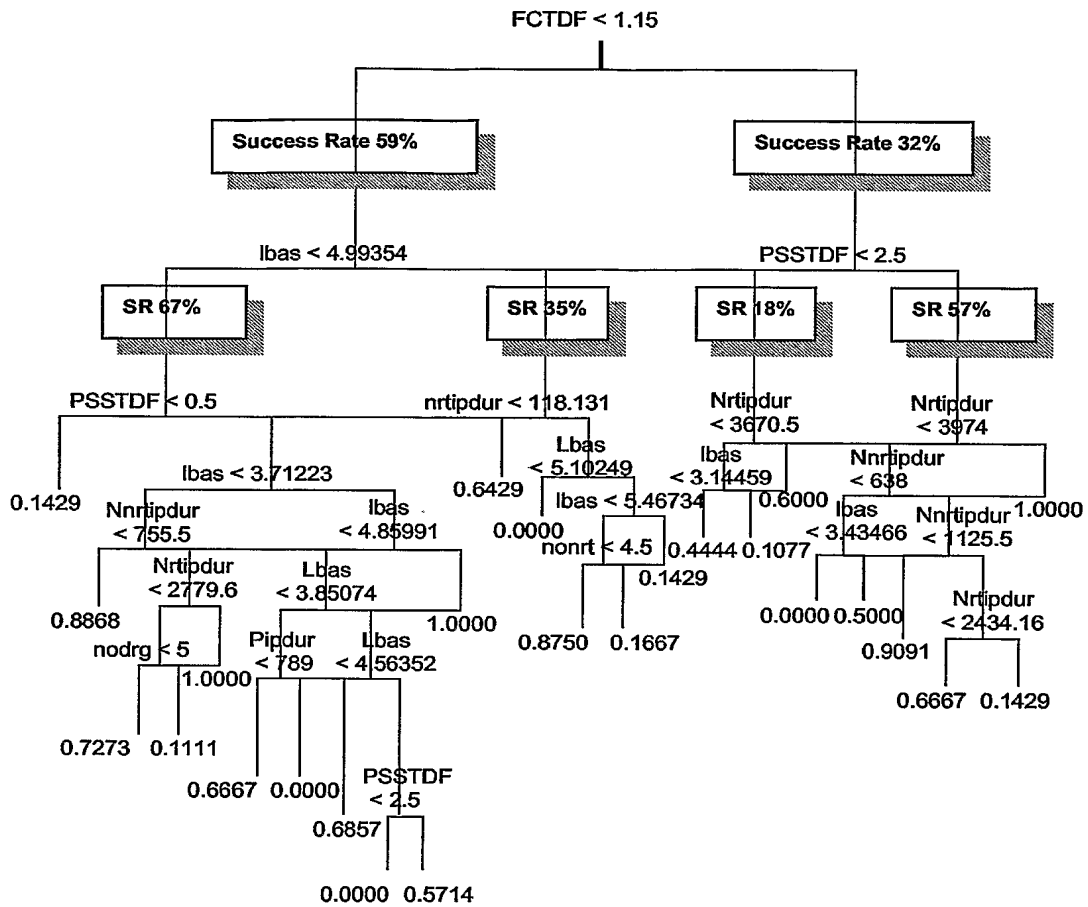 FCTDF < 1.15
Success Rate 59%
Success Rate 32%
lbas < 4.99354
PSSTDF < 2.5
SR 67%
SR 35%
SR 18%
SR 57%
PSSTDF < 0.5
nrtipdur < 118.131
Nrtipdur
< 3670.5
Nrtipdur
< 3974
0.1429
lbas < 3.71223
0.6429
Lbas
< 5.10249
lbas
< 3.14459
0.6000
Nnrtipdur
< 638
1.0000
Nnrtipdur
< 755.5
lbas
< 4.85991
0.0000
lbas < 5.46734
0.4444
0.1077
lbas
< 3.43466
Nnrtipdur
< 1125.5
0.8868
Nrtipdur
< 2779.6
Lbas
< 3.85074
1.0000
nonrt < 4.5
0.1429
0.0000
0.5000
0.9091
Nrtipdur
< 2434.16
nodrg < 5
1.0000
Pipdur
< 789
Lbas
< 4.56352
0.8750
0.1667
0.6667
0.1429
0.7273
0.1111
0.6667
0.0000
0.6857
PSSTDF
< 2.5
0.0000
0.5714